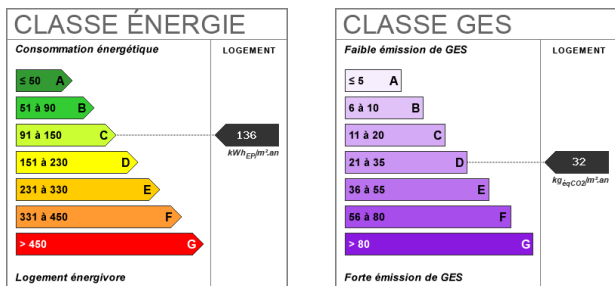 CLASSE ÉNERGIE
Consommation énergétique
LOGEMENT
≤ 50 A
51 à 90 B
91 à 150 C
136
kWhEP/m².an
151 à 230 D
231 à 330 E
331 à 450 F
> 450 G
Logement énergivore
CLASSE GES
Faible émission de GES
LOGEMENT
≤ 5 A
6 à 10 B
11 à 20 C
21 à 35 D
32
kgéqCO2/m².an
36 à 55 E
56 à 80 F
> 80 G
Forte émission de GES